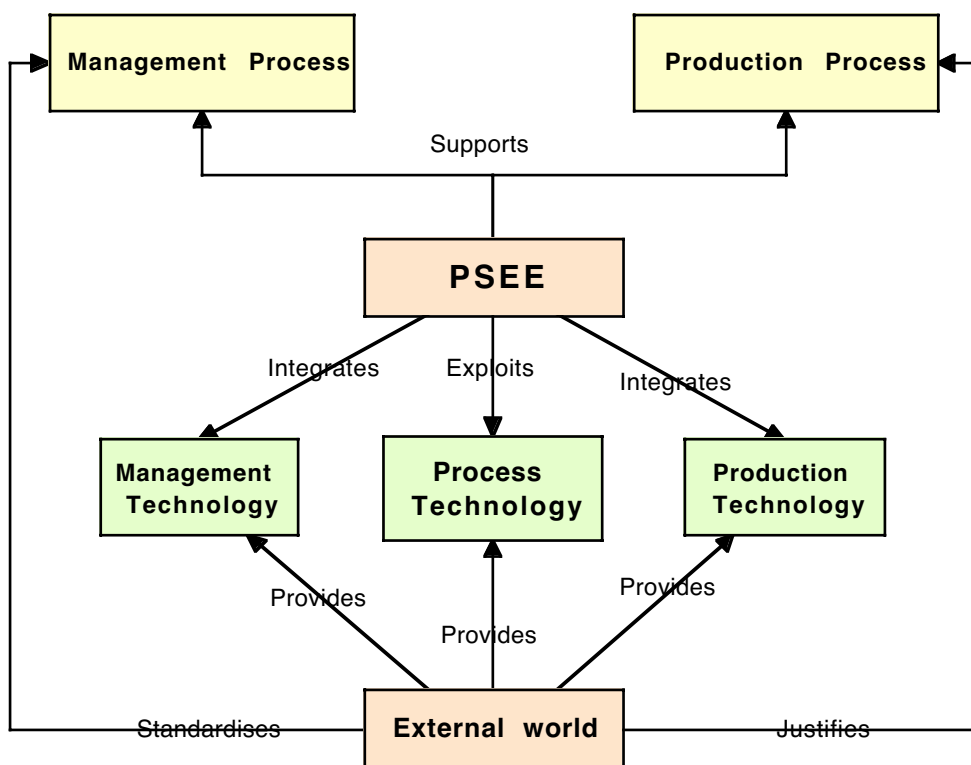 Management Process
Production Process
Supports
PSEE
Integrates
Exploits
Integrates
Management
Technology
Process
Technology
Production
Technology
Provides
Provides
Provides
Standardises
External world
Justifies